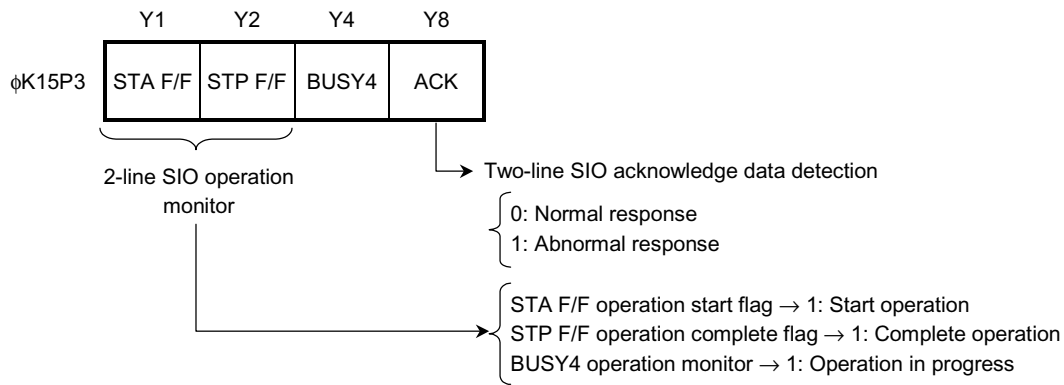 Y1 Y2 Y4 Y8
ϕK15P3 STA F/F STP F/F BUSY4 ACK
2-line SIO operation
monitor
Two-line SIO acknowledge data detection
0: Normal response
1: Abnormal response
STA F/F operation start flag → 1: Start operation
STP F/F operation complete flag → 1: Complete operation
BUSY4 operation monitor → 1: Operation in progress